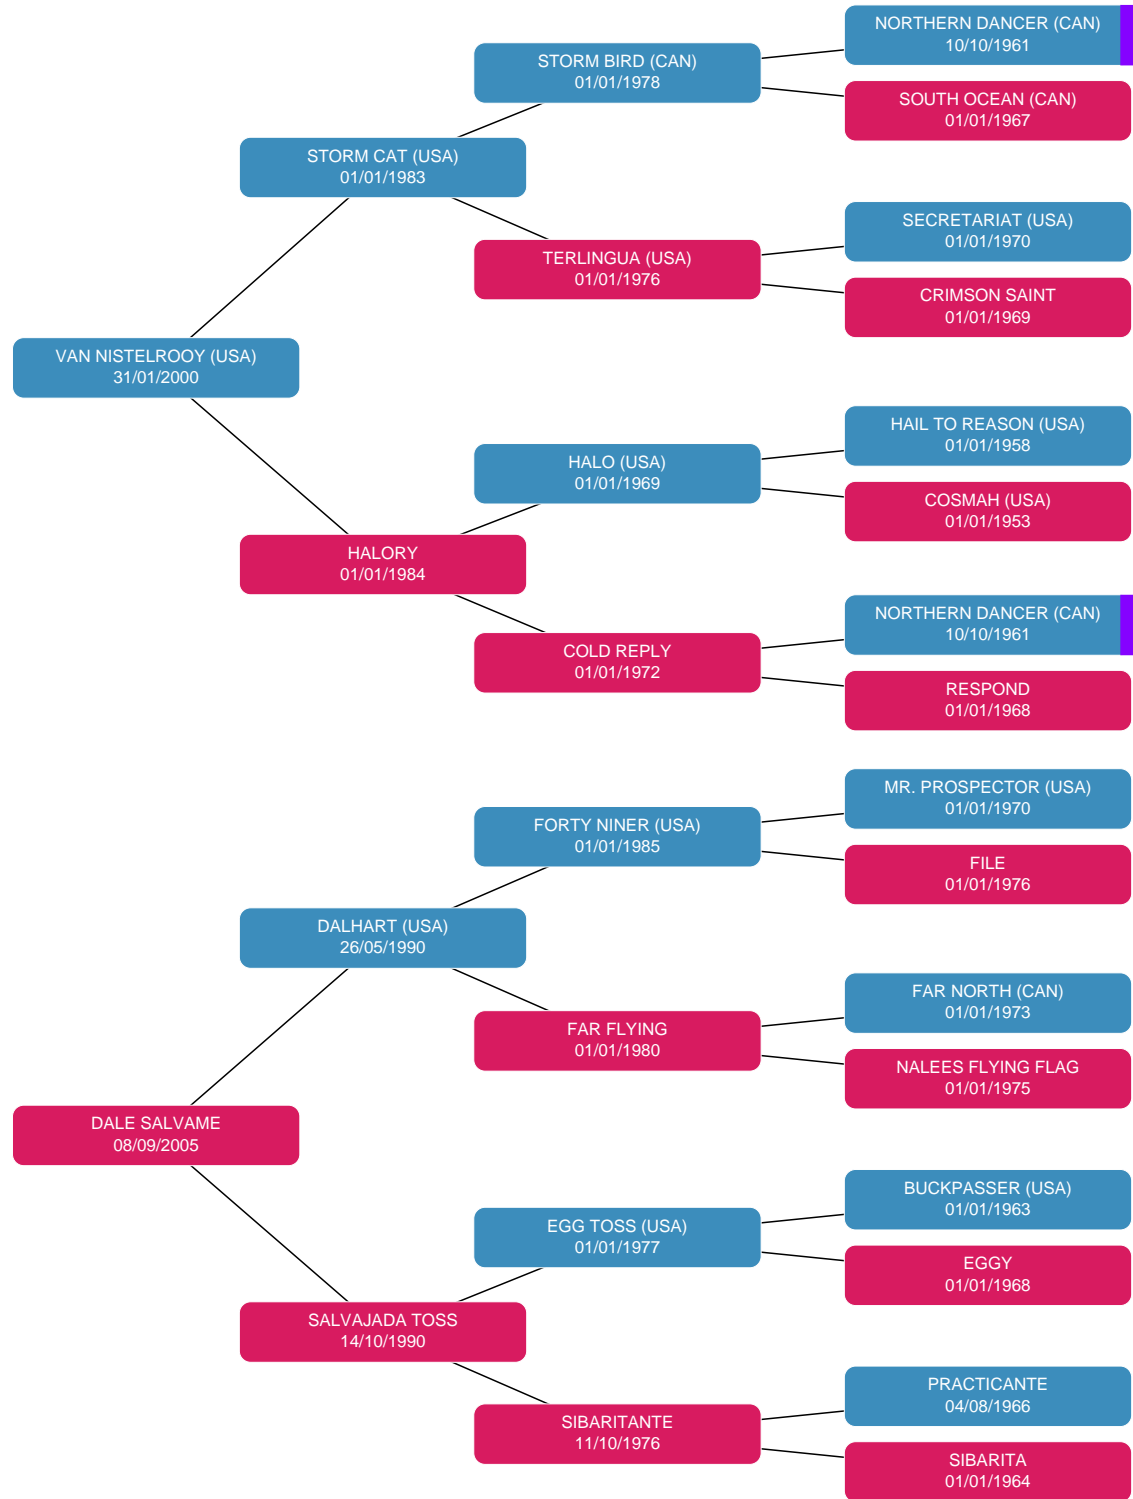 NORTHERN DANCER (CAN)
10/10/1961
STORM BIRD (CAN)
01/01/1978
SOUTH OCEAN (CAN)
01/01/1967
STORM CAT (USA)
01/01/1983
SECRETARIAT (USA)
01/01/1970
TERLINGUA (USA)
01/01/1976
CRIMSON SAINT
01/01/1969
VAN NISTELROOY (USA)
31/01/2000
HAIL TO REASON (USA)
01/01/1958
HALO (USA)
01/01/1969
COSMAH (USA)
01/01/1953
HALORY
01/01/1984
NORTHERN DANCER (CAN)
10/10/1961
COLD REPLY
01/01/1972
RESPOND
01/01/1968
MR. PROSPECTOR (USA)
01/01/1970
FORTY NINER (USA)
01/01/1985
FILE
01/01/1976
DALHART (USA)
26/05/1990
FAR NORTH (CAN)
01/01/1973
FAR FLYING
01/01/1980
NALEES FLYING FLAG
01/01/1975
DALE SALVAME
08/09/2005
BUCKPASSER (USA)
01/01/1963
EGG TOSS (USA)
01/01/1977
EGGY
01/01/1968
SALVAJADA TOSS
14/10/1990
PRACTICANTE
04/08/1966
SIBARITANTE
11/10/1976
SIBARITA
01/01/1964